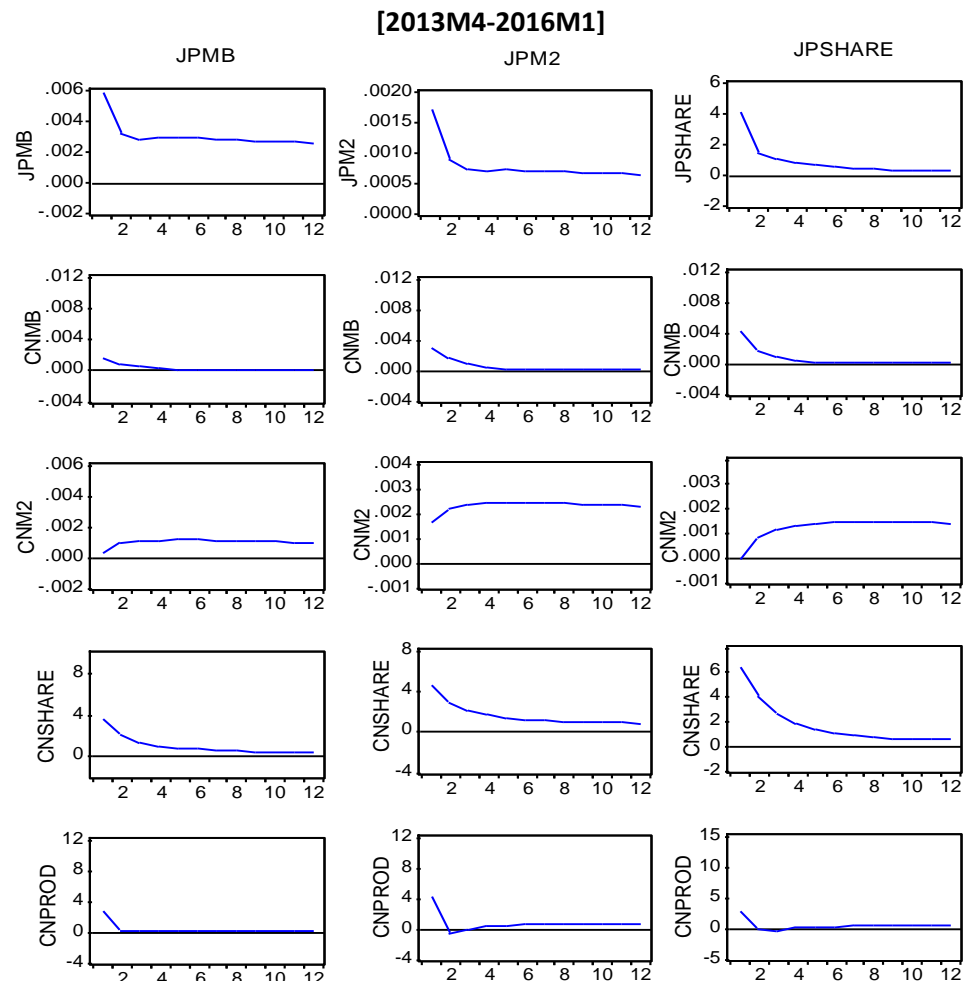 [2013M4-2016M1]
JPMB JPM2 JPSHARE
JPMB
.006
.004
.002
.000
-.002
2 4 6 8 10 12
JPM2
.0020
.0015
.0010
.0005
.0000
2 4 6 8 10 12
JPSHARE
6
4
2
0
-2
2 4 6 8 10 12
CNMB
.012
.008
.004
.000
-.004
2 4 6 8 10 12
CNMB
.012
.008
.004
.000
-.004
2 4 6 8 10 12
CNMB
.012
.008
.004
.000
-.004
2 4 6 8 10 12
CNM2
.006
.004
.002
.000
-.002
2 4 6 8 10 12
CNM2
.004
.003
.002
.001
.000
-.001
2 4 6 8 10 12
CNM2
.003
.002
.001
.000
-.001
2 4 6 8 10 12
CNSHARE
8
4
0
2 4 6 8 10 12
CNSHARE
8
4
0
-4
2 4 6 8 10 12
CNSHARE
6
4
2
0
-2
2 4 6 8 10 12
CNPROD
12
8
4
0
-4
2 4 6 8 10 12
CNPROD
12
8
4
0
-4
2 4 6 8 10 12
CNPROD
15
10
5
0
-5
2 4 6 8 10 12